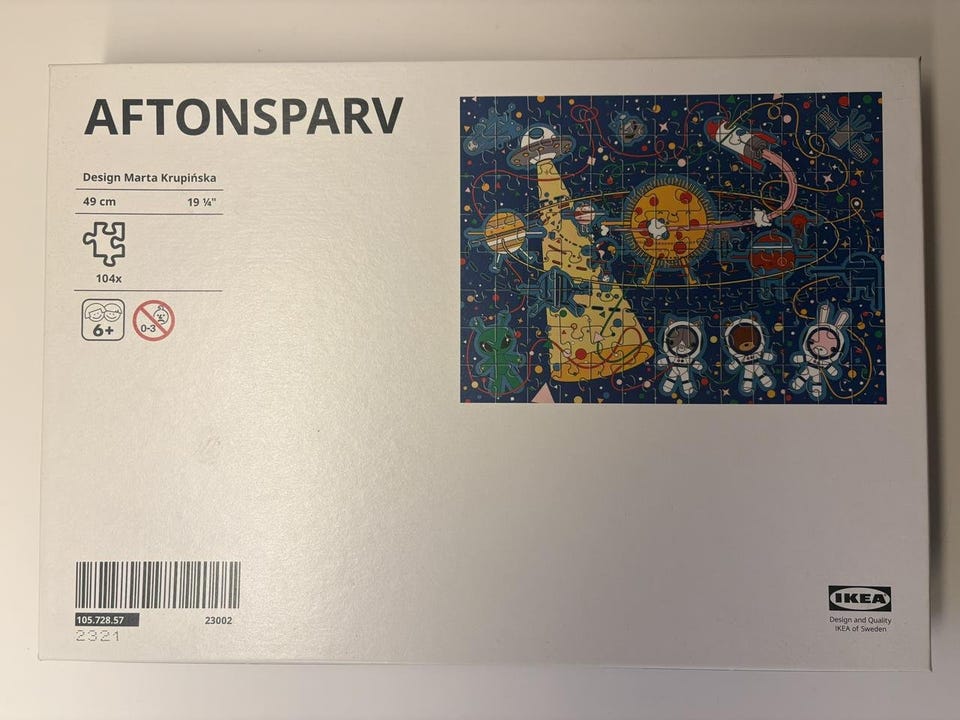 AFTONSPARV
Design Marta Krupińska
49 cm 19 ¼"
104x
6+
0-3
105.728.57 23002
2321
IKEA
Design and Quality
IKEA of Sweden